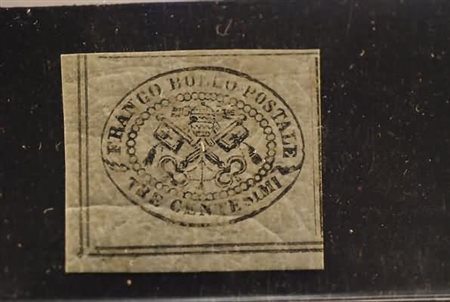 FRANCO BOLLO POSTALE
TRE CENTESIMI